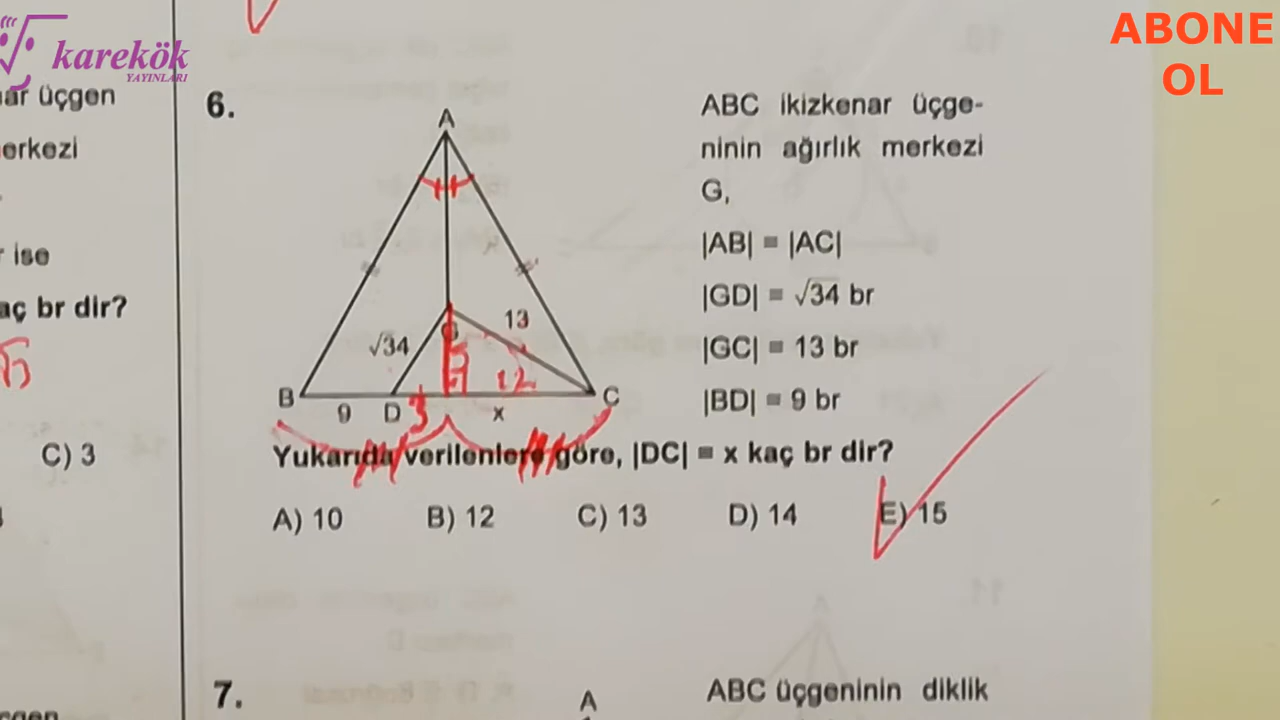 karekök
YAYINLARI
ABONE
OL
ar üçgen
erkezi
ise
aç br dir?
C) 3
6.
A
√34
13
5
12
B
9
D
3
x
C
ABC ikizkenar üçge-
ninin ağırlık merkezi
G,
|AB| = |AC|
|GD| = √34 br
|GC| = 13 br
|BD| = 9 br
Yukarıda verilenlere göre, |DC| = x kaç br dir?
A) 10 B) 12 C) 13 D) 14 E) 15
7.
A
ABC üçgeninin diklik